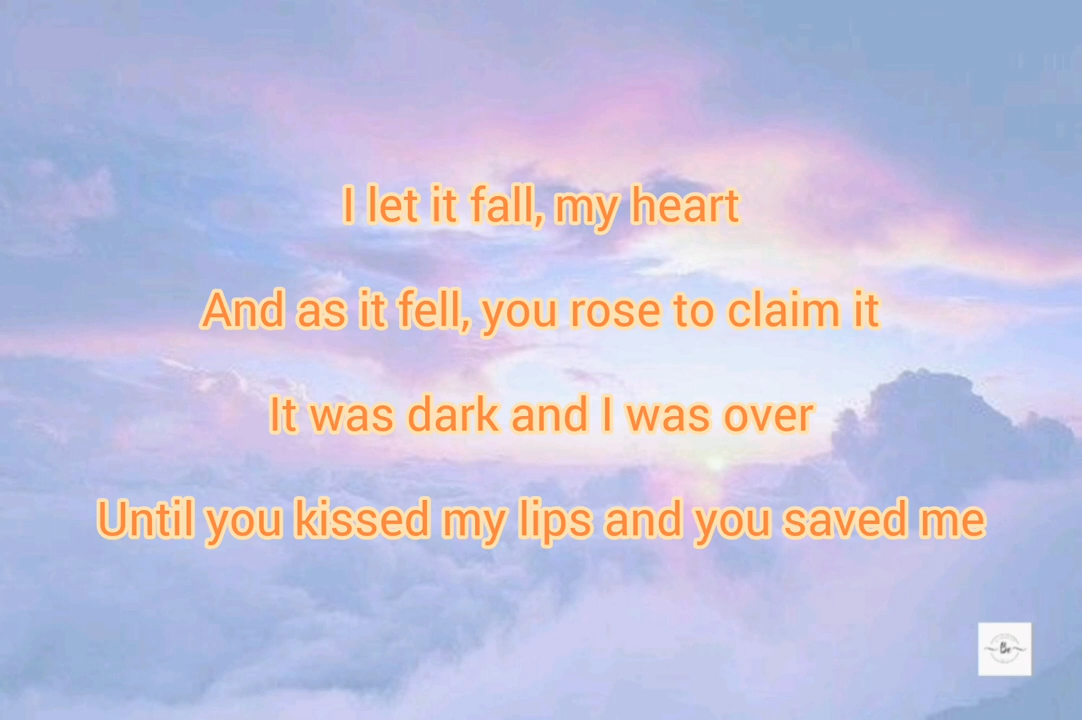 I let it fall, my heart
And as it fell, you rose to claim it
It was dark and I was over
Until you kissed my lips and you saved me